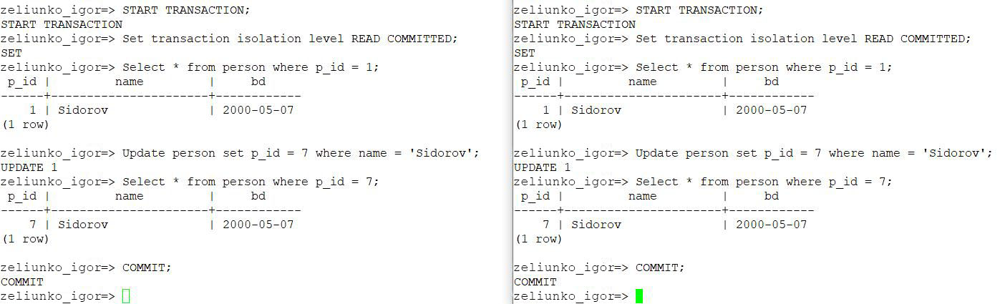 zeliunko_igor=> START TRANSACTION;
START TRANSACTION
zeliunko_igor=> Set transaction isolation level READ COMMITTED;
SET
zeliunko_igor=> Select * from person where p_id = 1;
 p_id |         name         |     bd
------+----------------------+------------
    1 | Sidorov              | 2000-05-07
(1 row)

zeliunko_igor=> Update person set p_id = 7 where name = 'Sidorov';
UPDATE 1
zeliunko_igor=> Select * from person where p_id = 7;
 p_id |         name         |     bd
------+----------------------+------------
    7 | Sidorov              | 2000-05-07
(1 row)

zeliunko_igor=> COMMIT;
COMMIT
zeliunko_igor=>
zeliunko_igor=> START TRANSACTION;
START TRANSACTION
zeliunko_igor=> Set transaction isolation level READ COMMITTED;
SET
zeliunko_igor=> Select * from person where p_id = 1;
 p_id |         name         |     bd
------+----------------------+------------
    1 | Sidorov              | 2000-05-07
(1 row)

zeliunko_igor=> Update person set p_id = 7 where name = 'Sidorov';
UPDATE 1
zeliunko_igor=> Select * from person where p_id = 7;
 p_id |         name         |     bd
------+----------------------+------------
    7 | Sidorov              | 2000-05-07
(1 row)

zeliunko_igor=> COMMIT;
COMMIT
zeliunko_igor=>